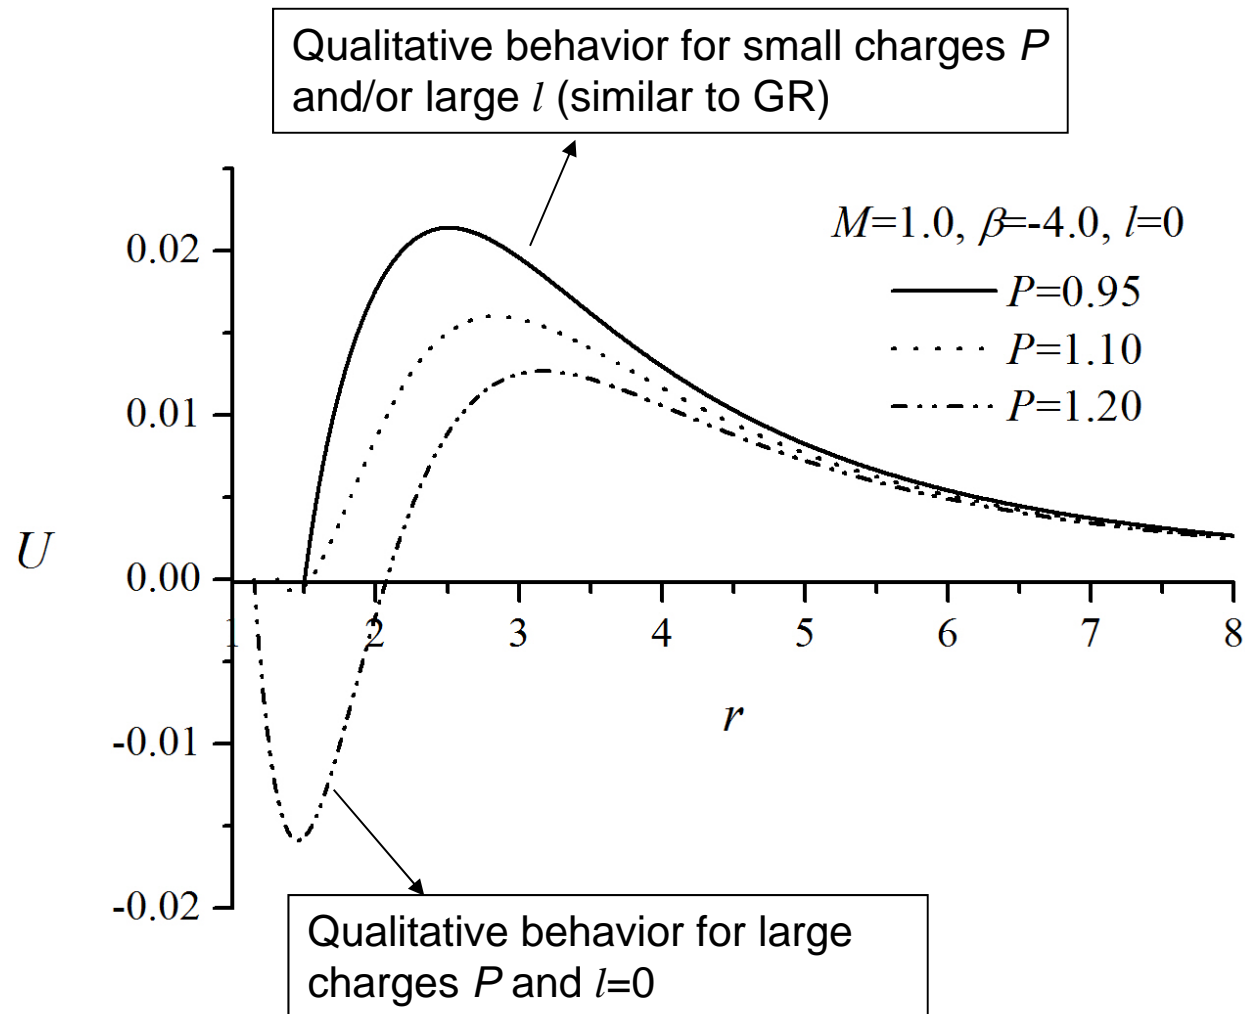 Qualitative behavior for small charges P
and/or large l (similar to GR)
M=1.0, β=-4.0, l=0
P=0.95
P=1.10
P=1.20
0.02
0.01
0.00
-0.01
-0.02
U
1 2 3 4 5 6 7 8
r
Qualitative behavior for large
charges P and l=0